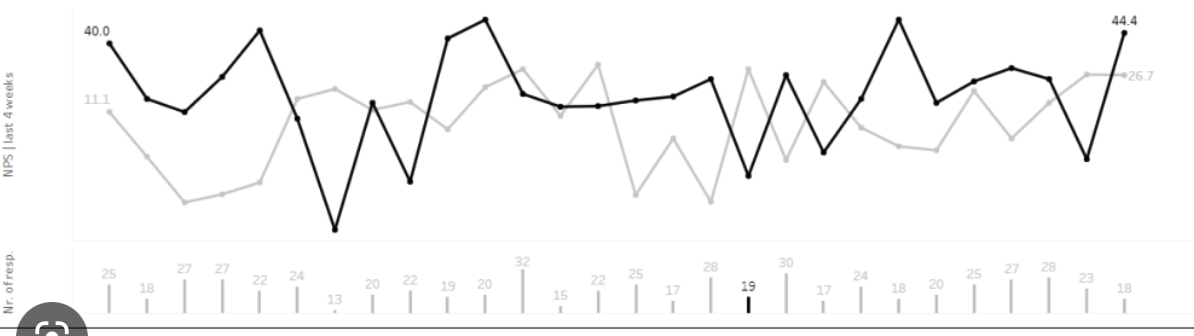 NPS | last 4 weeks
40.0
11.1
44.4
26.7
Nr. of resp.
25 18 27 27 22 24 13 20 22 19 20 32 15 22 25 17 28 19 30 17 24 18 20 25 27 28 23 18